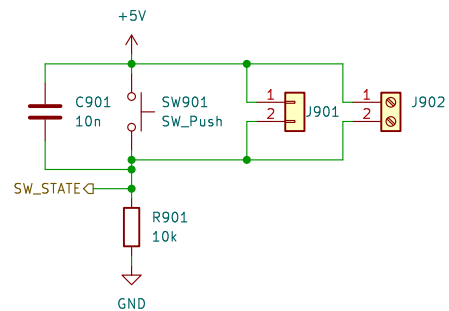 +5V
C901
10n
SW901
SW_Push
1
2
J901
1
2
J902
SW_STATE
R901
10k
GND